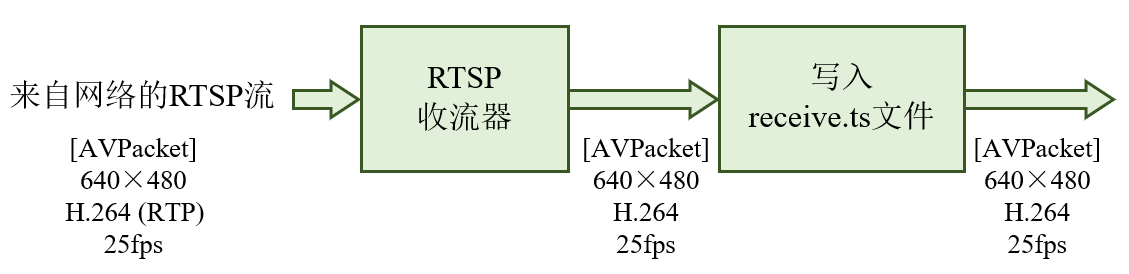 来自网络的RTSP流
[AVPacket]
640×480
H.264 (RTP)
25fps
RTSP
收流器
[AVPacket]
640×480
H.264
25fps
写入
receive.ts文件
[AVPacket]
640×480
H.264
25fps